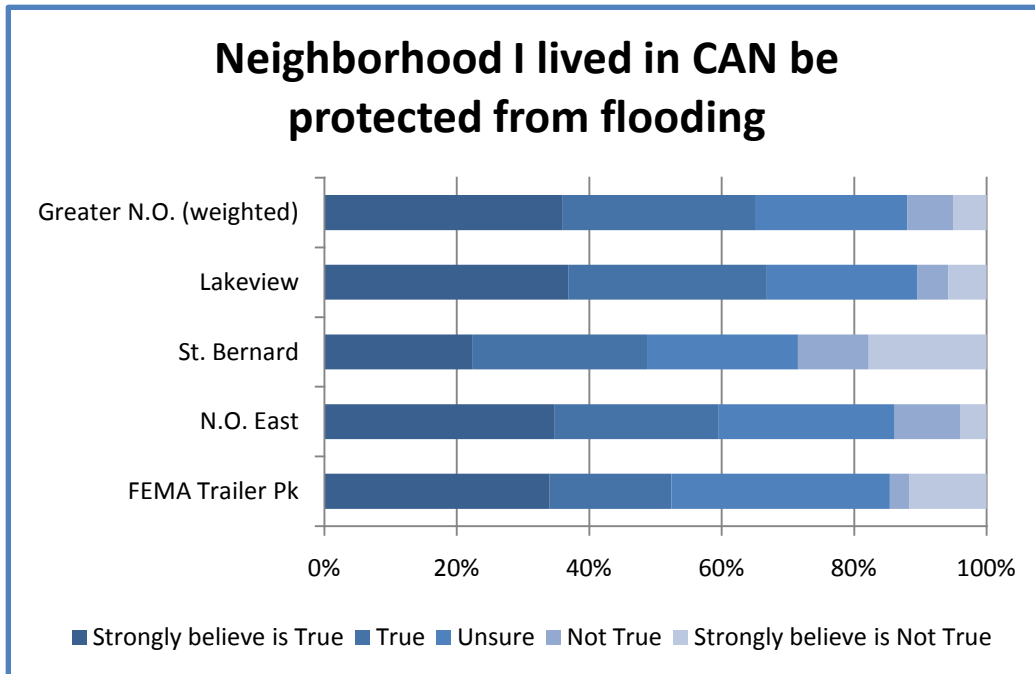 Neighborhood I lived in CAN be
protected from flooding
Greater N.O. (weighted)
Lakeview
St. Bernard
N.O. East
FEMA Trailer Pk
0% 20% 40% 60% 80% 100%
Strongly believe is True True Unsure Not True Strongly believe is Not True